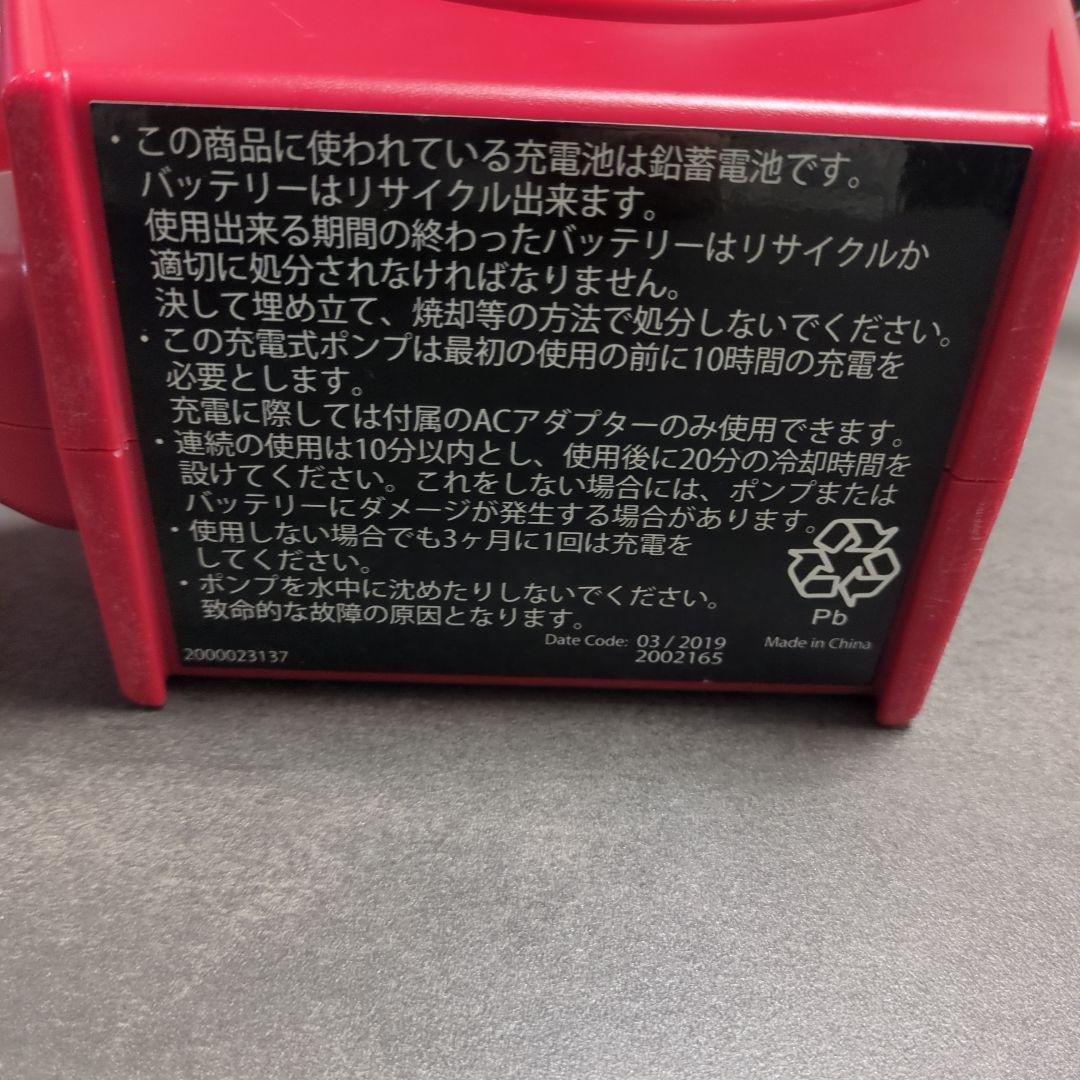 ・この商品に使われている充電池は鉛蓄電池です。
バッテリーはリサイクル出来ます。
使用出来る期間の終わったバッテリーはリサイクルか
適切に処分されなければなりません。
決して埋め立て、焼却等の方法で処分しないでください。
・この充電式ポンプは最初の使用の前に10時間の充電を
必要とします。
充電に際しては付属のACアダプターのみ使用できます。
・連続の使用は10分以内とし、使用後に20分の冷却時間を
設けてください。これをしない場合には、ポンプまたは
バッテリーにダメージが発生する場合があります。
・使用しない場合でも3ヶ月に1回は充電を
してください。
・ポンプを水中に沈めたりしないでください。
致命的な故障の原因となります。
Pb
Date Code: 03 / 2019
Made in China
2000023137
2002165